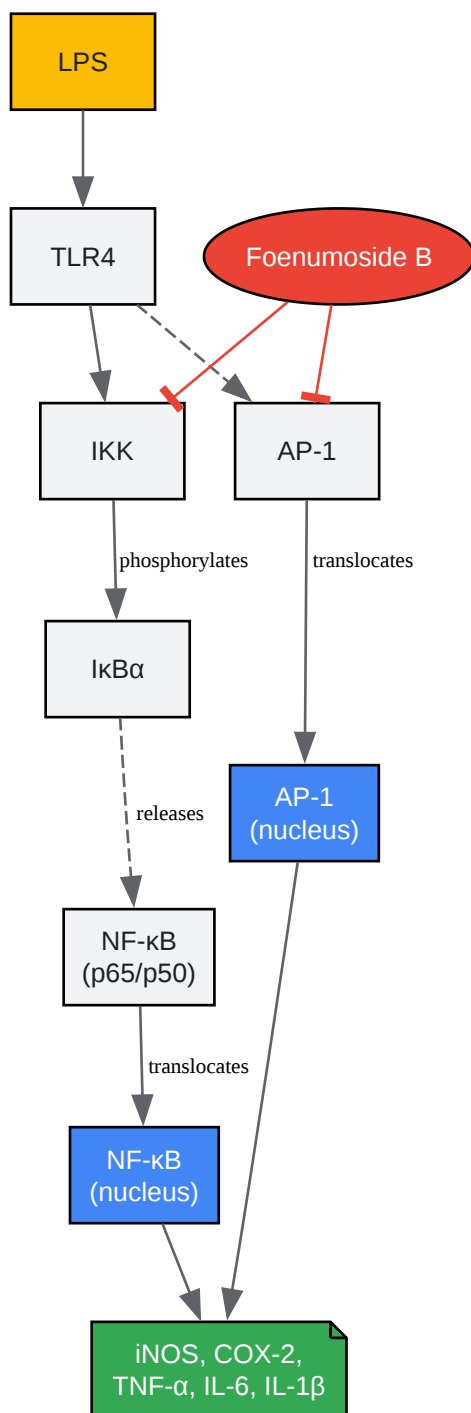 LPS
TLR4
Foenumoside B
IKK
AP-1
phosphorylates
translocates
IκBα
AP-1
(nucleus)
releases
NF-κB
(p65/p50)
translocates
NF-κB
(nucleus)
iNOS, COX-2,
TNF-α, IL-6, IL-1β